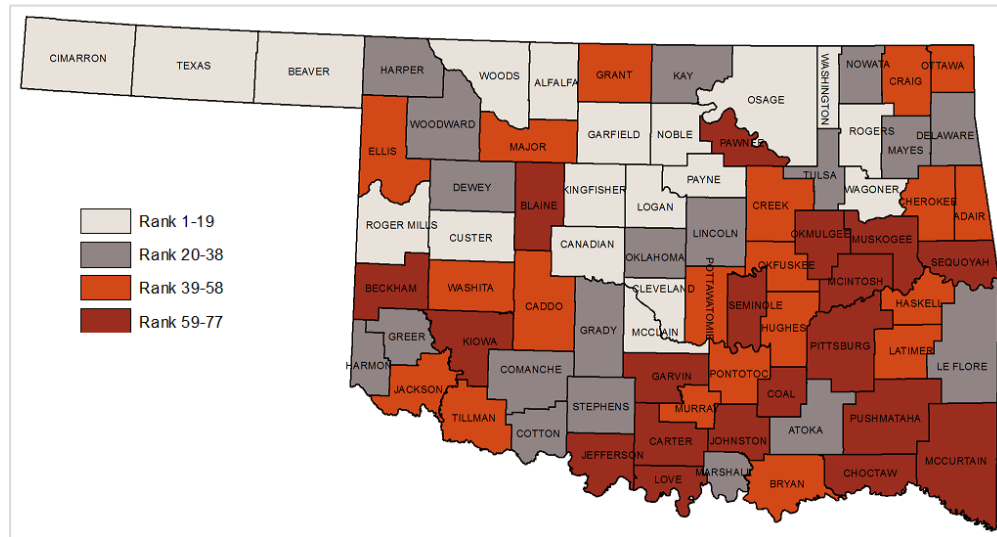 CIMARRON
TEXAS
BEAVER
HARPER
WOODS
ALFALFA
GRANT
KAY
OSAGE
WASHINGTON
NOWATA
CRAIG
OTTAWA
WOODWARD
MAJOR
GARFIELD
NOBLE
PAWNEE
ROGERS
MAYES
DELAWARE
ELLIS
DEWEY
BLAINE
KINGFISHER
PAYNE
LOGAN
CREEK
TULSA
WAGONER
CHEROKEE
ADAIR
ROGER MILLS
CUSTER
CANADIAN
OKLAHOMA
LINCOLN
OKMULGEE
MUSKOGEE
SEQUOYAH
Rank 1-19
Rank 20-38
Rank 39-58
Rank 59-77
BECKHAM
WASHITA
CADDO
GRADY
CLEVELAND
MCCLAIN
POTTAWATOMIE
SEMINOLE
OKFUSKEE
HUGHES
MCINTOSH
HASKELL
PITTSBURG
LATIMER
LE FLORE
HARMON
GREER
KIOWA
JACKSON
TILLMAN
COMANCHE
COTTON
STEPHENS
GARVIN
MURRAY
PONTOTOC
COAL
ATOKA
PUSHMATAHA
MCCURTAIN
JEFFERSON
CARTER
LOVE
JOHNSTON
MARSHALL
BRYAN
CHOCTAW